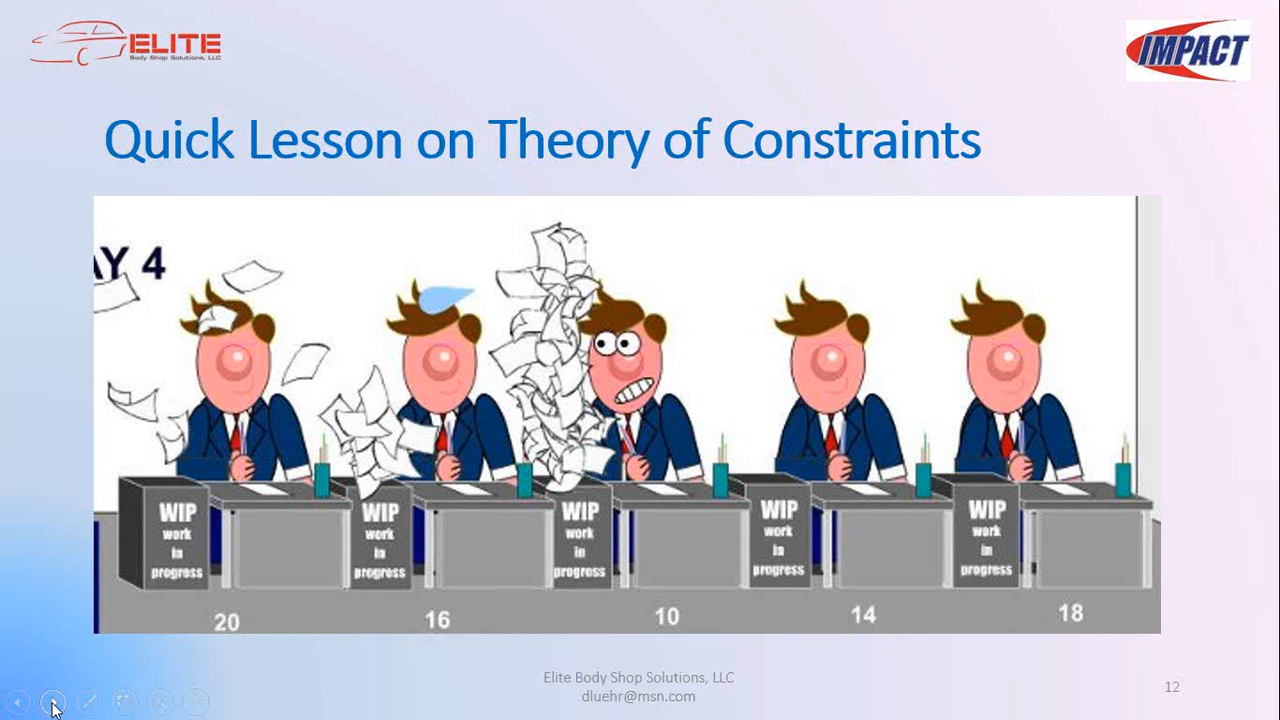 ELITE
Body Shop Solutions, LLC
IMPACT
Quick Lesson on Theory of Constraints
AY 4
WIP
work
in
progress
WIP
work
in
progress
WIP
work
in
progress
WIP
work
in
progress
WIP
work
in
progress
20
16
10
14
18
Elite Body Shop Solutions, LLC
dluehr@msn.com
12